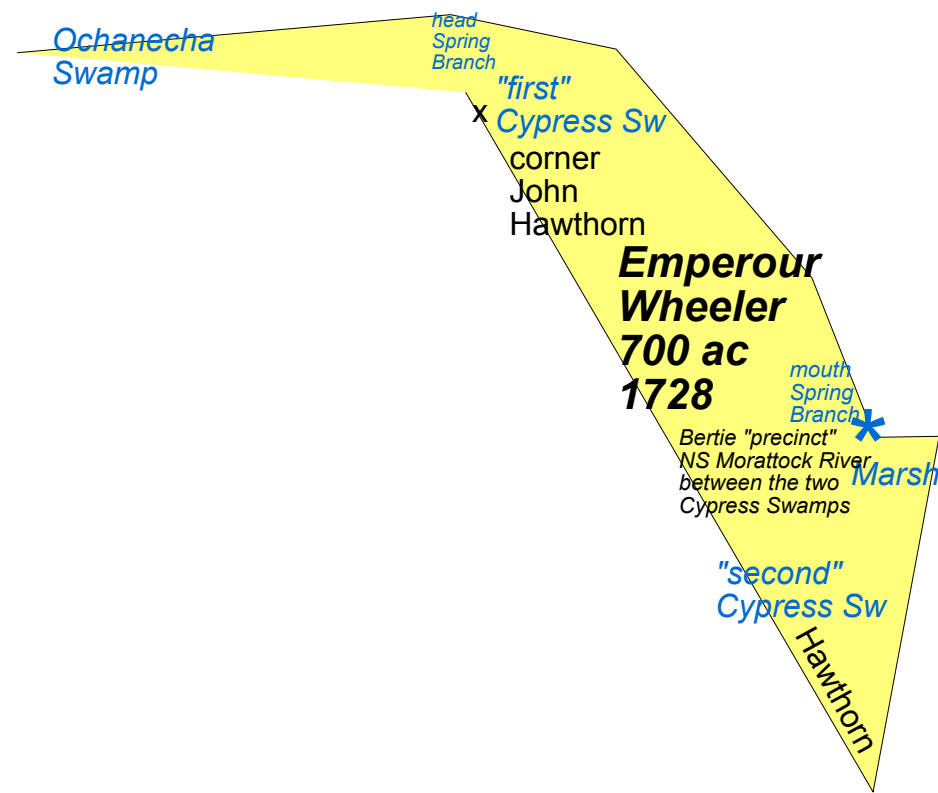 Ochanecha
Swamp
head
Spring
Branch
"first"
Cypress Sw
x
corner
John
Hawthorn
Emperour
Wheeler
700 ac
1728
mouth
Spring
Branch
*
Bertie "precinct"
NS Morattock River
between the two
Cypress Swamps
Marsh
"second"
Cypress Sw
Hawthorn